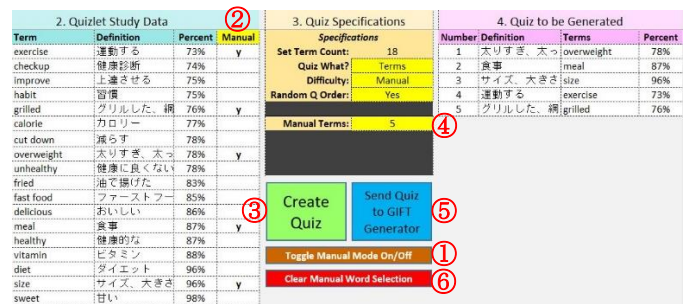 2. Quizlet Study Data
②
Term Definition Percent Manual
exercise 運動する 73% y
checkup 健康診断 74%
improve 上達させる 75%
habit 習慣 75%
grilled グリルした、網 76% y
calorie カロリー 77%
cut down 減らす 78%
overweight 太りすぎ、太っ 78% y
unhealthy 健康に良くない 78%
fried 油で揚げた 83%
fast food ファーストフー 85%
delicious おいしい 86%
meal 食事 87% y
healthy 健康的な 87%
vitamin ビタミン 88%
diet ダイエット 96%
size サイズ、大きさ 96% y
sweet 甘い 98%
3. Quiz Specifications
Specifications
Set Term Count: 18
Quiz What? Terms
Difficulty: Manual
Random Q Order: Yes
Manual Terms: 5
④
③
Create
Quiz
Send Quiz
to GIFT
Generator
⑤
Toggle Manual Mode On/Off
①
Clear Manual Word Selection
⑥
4. Quiz to be Generated
Number Definition Terms Percent
1 太りすぎ、太っ overweight 78%
2 食事 meal 87%
3 サイズ、大きさ size 96%
4 運動する exercise 73%
5 グリルした、網 grilled 76%